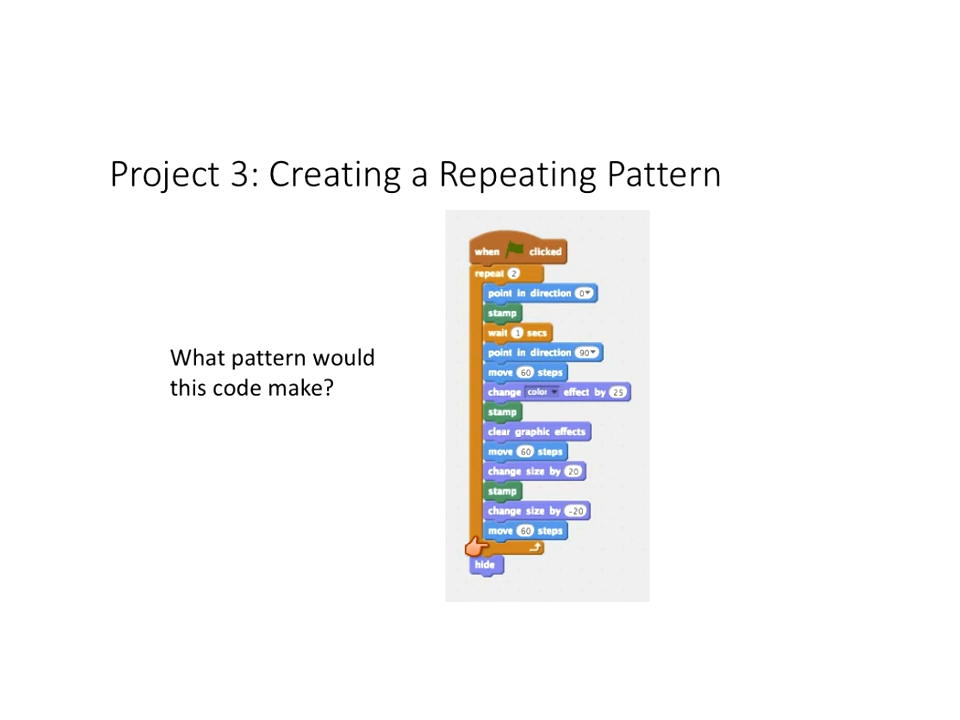 Project 3: Creating a Repeating Pattern
What pattern would
this code make?
when clicked
repeat 2
point in direction 0
stamp
wait 1 secs
point in direction 90
move 60 steps
change color effect by 25
stamp
clear graphic effects
move 60 steps
change size by 20
stamp
change size by -20
move 60 steps
hide